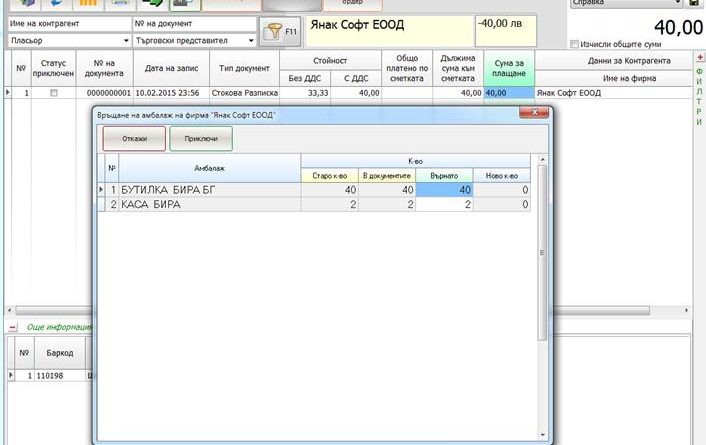 Справка
ордер
Име на контрагент
№ на документ
F11
Янак Софт ЕООД
-40,00 лв
40,00
Пласьор
Търговски представител
Изчисли общите суми
№
Статус приключен
№ на документа
Дата на запис
Тип документ
Стойност
Без ДДС
С ДДС
Общо платено по сметката
Дължима сума към сметката
Сума за плащане
Данни за Контрагента
Име на фирма
1
0000000001
10.02.2015 23:56
Стокова Разписка
33,33
40,00
40,00
40,00
Янак Софт ЕООД
ФИЛТРИ
Връщане на амбалаж на фирма "Янак Софт ЕООД"
Откажи
Приключи
№
Амбалаж
К-во
Старо к-во
В документите
Върнато
Ново к-во
1 БУТИЛКА БИРА БГ 40 40 40 0
2 КАСА БИРА 2 2 2 0
Още информация
№
Баркод
1 110198